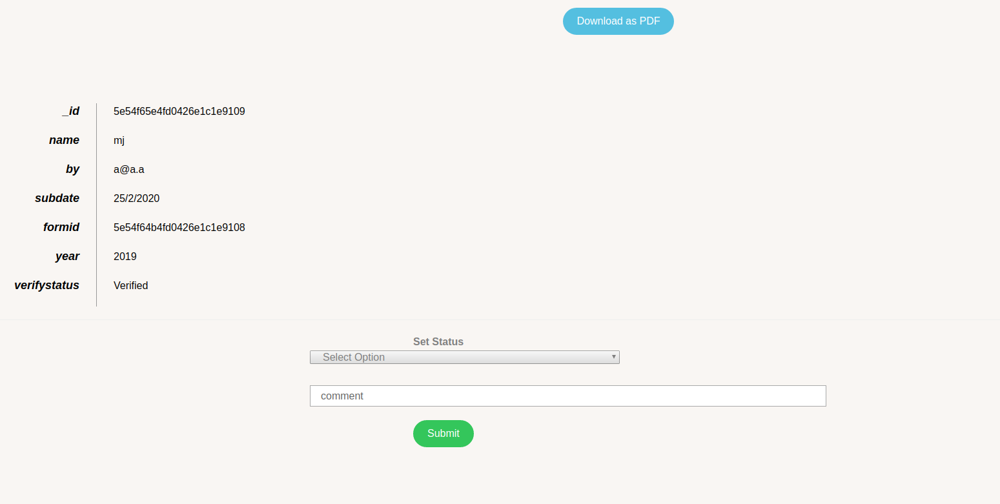 Download as PDF
_id 5e54f65e4fd0426e1c1e9109
name mj
by a@a.a
subdate 25/2/2020
formid 5e54f64b4fd0426e1c1e9108
year 2019
verifystatus Verified
Set Status
Select Option
comment
Submit